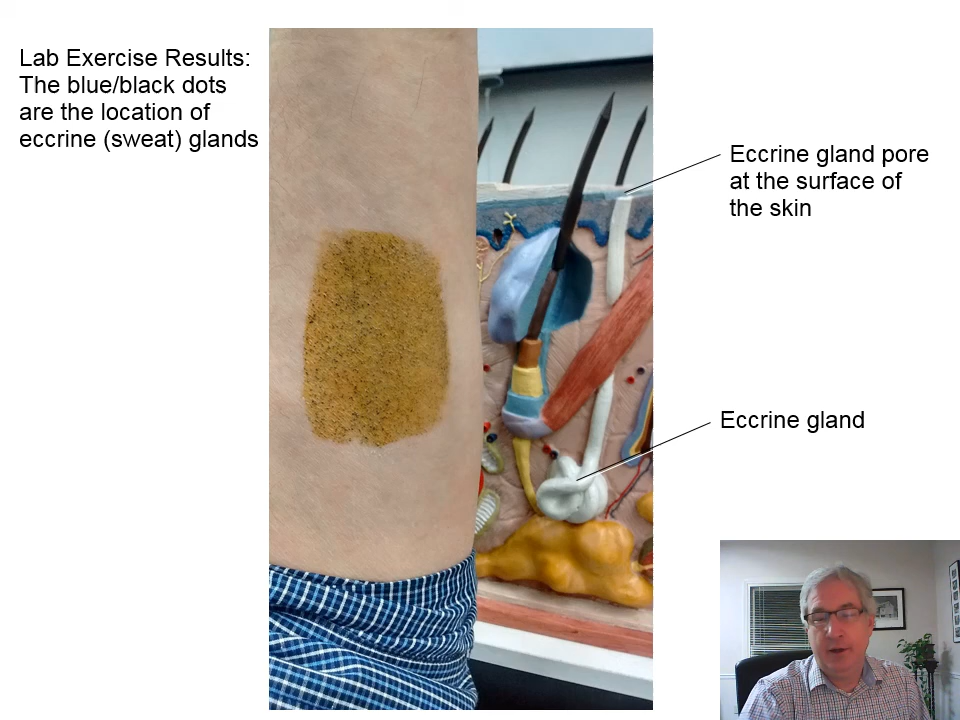 Lab Exercise Results:
The blue/black dots
are the location of
eccrine (sweat) glands
Eccrine gland pore
at the surface of
the skin
Eccrine gland